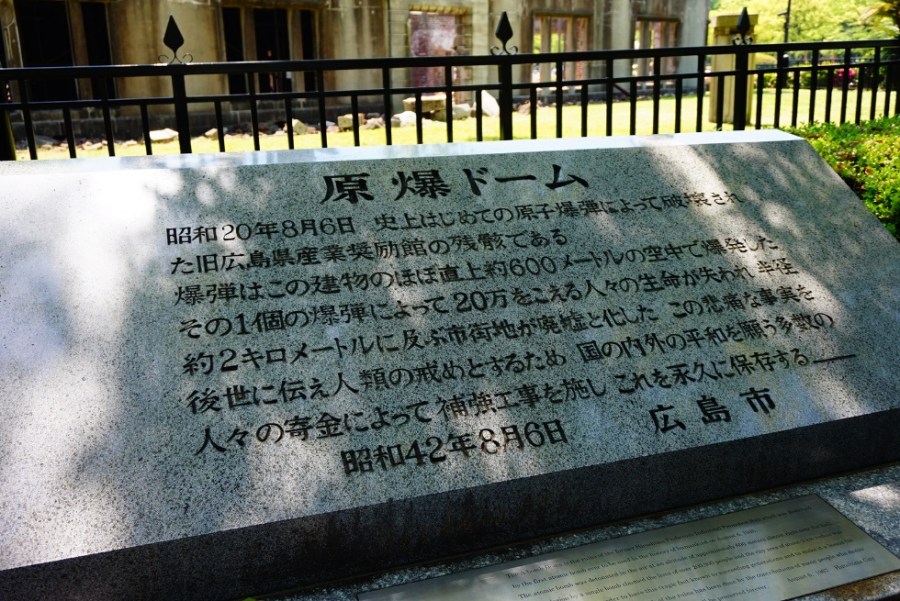 原爆ドーム
昭和20年8月6日 史上はじめての原子爆弾によって破壊され
た旧広島県産業奨励館の残骸である
爆弾はこの建物のほぼ直上約600メートルの空中で爆発した
その1個の爆弾によって20万をこえる人々の生命が失われ 半径
約2キロメートルに及ぶ市街地が廃墟と化した この悲痛な事実を
後世に伝え人類の戒めとするため 国の内外の平和を願う多数の
人々の寄金によって補強工事を施し これを永久に保存する
昭和42年8月6日 広島市